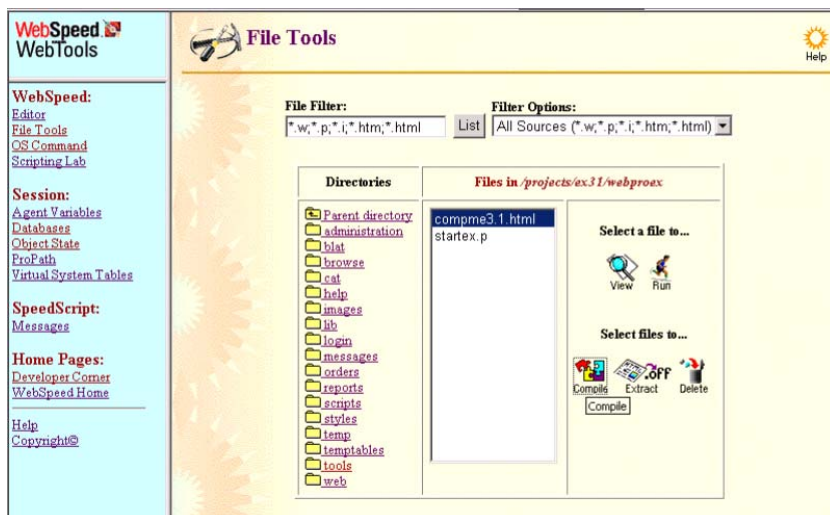 WebSpeed
WebTools
File Tools
Help
WebSpeed:
Editor
File Tools
OS Command
Scripting Lab
Session:
Agent Variables
Databases
Object State
ProPath
Virtual System Tables
SpeedScript:
Messages
Home Pages:
Developer Corner
WebSpeed Home
Help
Copyright©
File Filter:
*.w;*.p;*.i;*.htm;*.html
List
Filter Options:
All Sources (*.w;*.p;*.i;*.htm;*.html)
Directories
Parent directory
administration
blat
browse
cat
help
images
lib
login
messages
orders
reports
scripts
styles
temp
temptables
tools
web
Files in /projects/ex31/webproex
compme3.1.html
startex.p
Select a file to...
View
Run
Select files to...
Compile
.Off
Extract
Delete
Compile